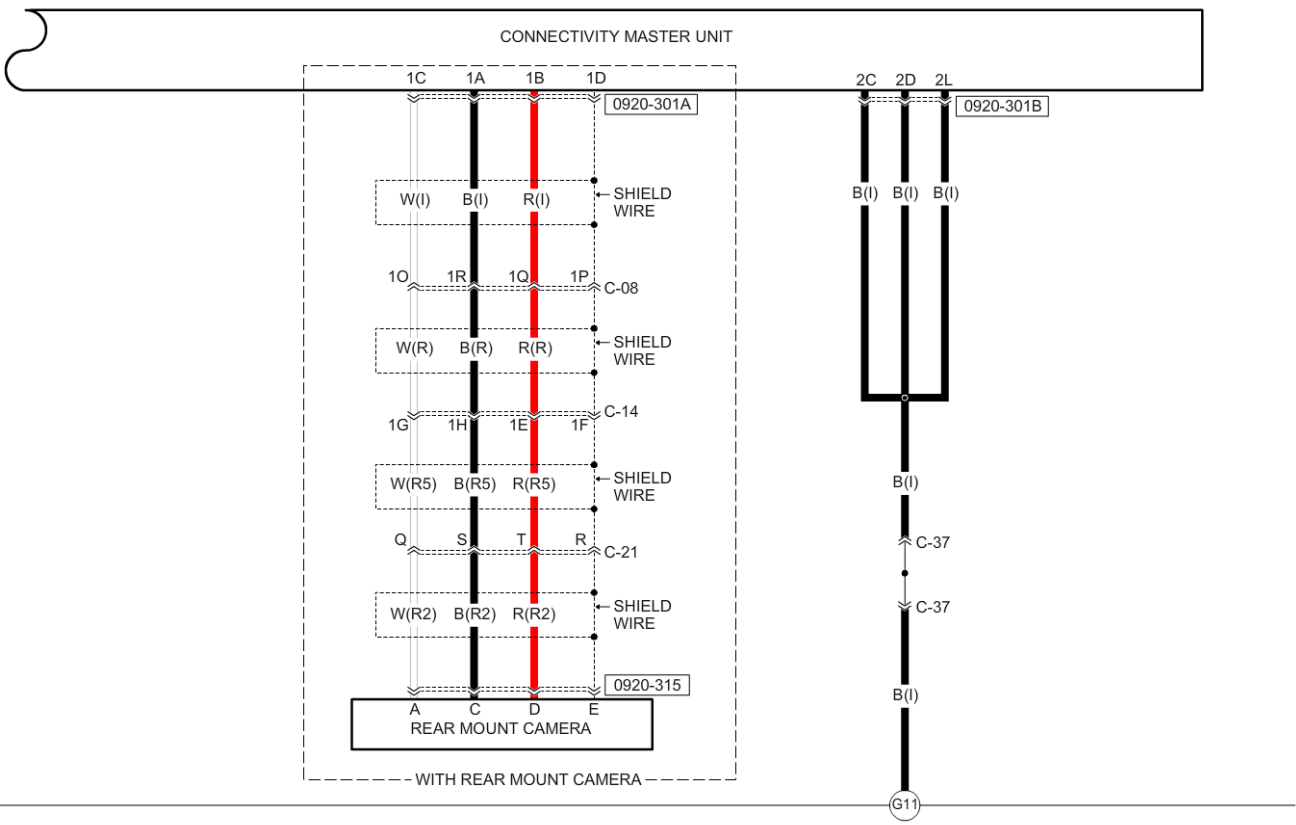 CONNECTIVITY MASTER UNIT
1C 1A 1B 1D
2C 2D 2L
0920-301A
0920-301B
W(I) B(I) R(I)
SHIELD
WIRE
B(I) B(I) B(I)
1O 1R 1Q 1P
C-08
W(R) B(R) R(R)
SHIELD
WIRE
C-14
1G 1H 1E 1F
W(R5) B(R5) R(R5)
SHIELD
WIRE
B(I)
Q S T R
C-21
C-37
W(R2) B(R2) R(R2)
SHIELD
WIRE
C-37
0920-315
B(I)
A C D E
REAR MOUNT CAMERA
WITH REAR MOUNT CAMERA
G11